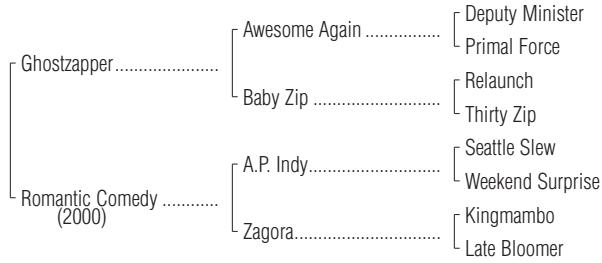 Deputy Minister
Awesome Again ................
Primal Force
Ghostzapper......................
Relaunch
Baby Zip ...........................
Thirty Zip
Seattle Slew
A.P. Indy............................
Weekend Surprise
Romantic Comedy ............
(2000)
Kingmambo
Zagora...............................
Late Bloomer